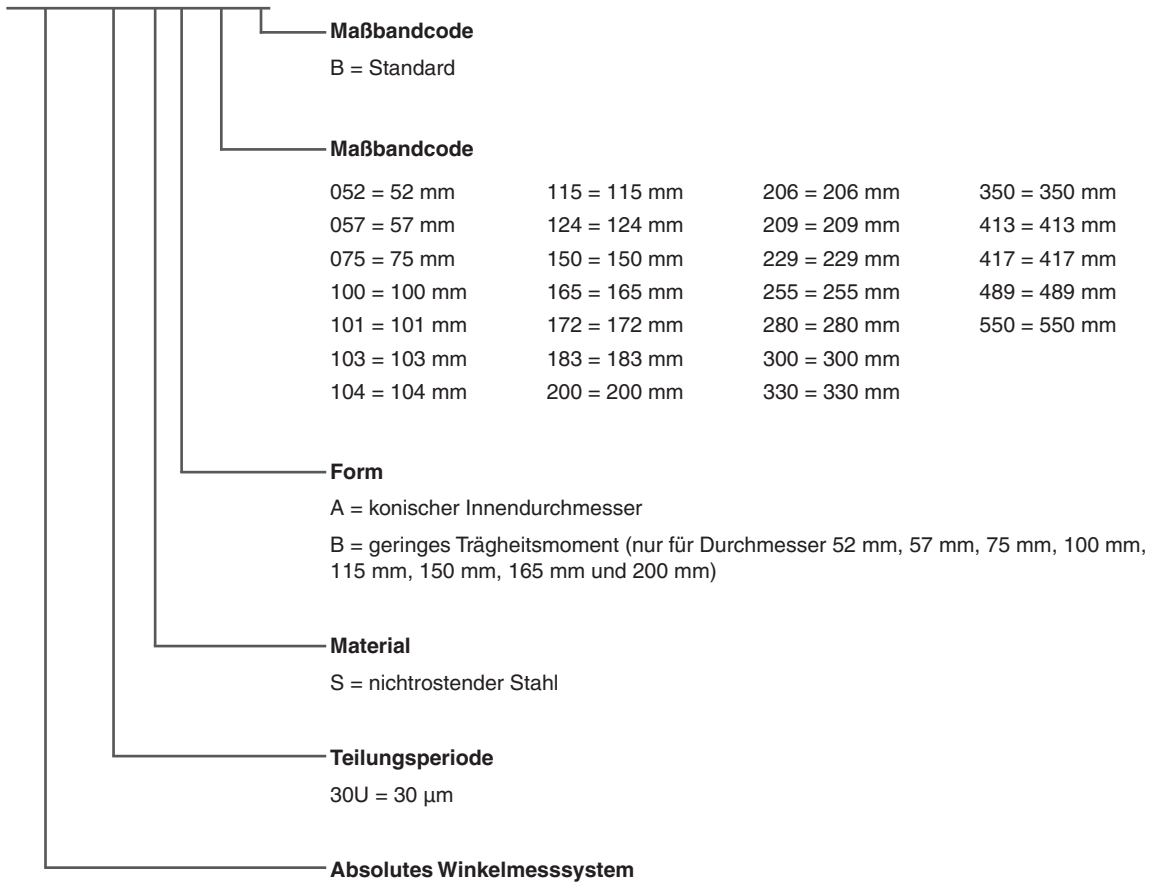 Maßbandcode
B = Standard
Maßbandcode
052 = 52 mm 115 = 115 mm 206 = 206 mm 350 = 350 mm
057 = 57 mm 124 = 124 mm 209 = 209 mm 413 = 413 mm
075 = 75 mm 150 = 150 mm 229 = 229 mm 417 = 417 mm
100 = 100 mm 165 = 165 mm 255 = 255 mm 489 = 489 mm
101 = 101 mm 172 = 172 mm 280 = 280 mm 550 = 550 mm
103 = 103 mm 183 = 183 mm 300 = 300 mm
104 = 104 mm 200 = 200 mm 330 = 330 mm
Form
A = konischer Innendurchmesser
B = geringes Trägheitsmoment (nur für Durchmesser 52 mm, 57 mm, 75 mm, 100 mm,
115 mm, 150 mm, 165 mm und 200 mm)
Material
S = nichtrostender Stahl
Teilungsperiode
30U = 30 µm
Absolutes Winkelmesssystem